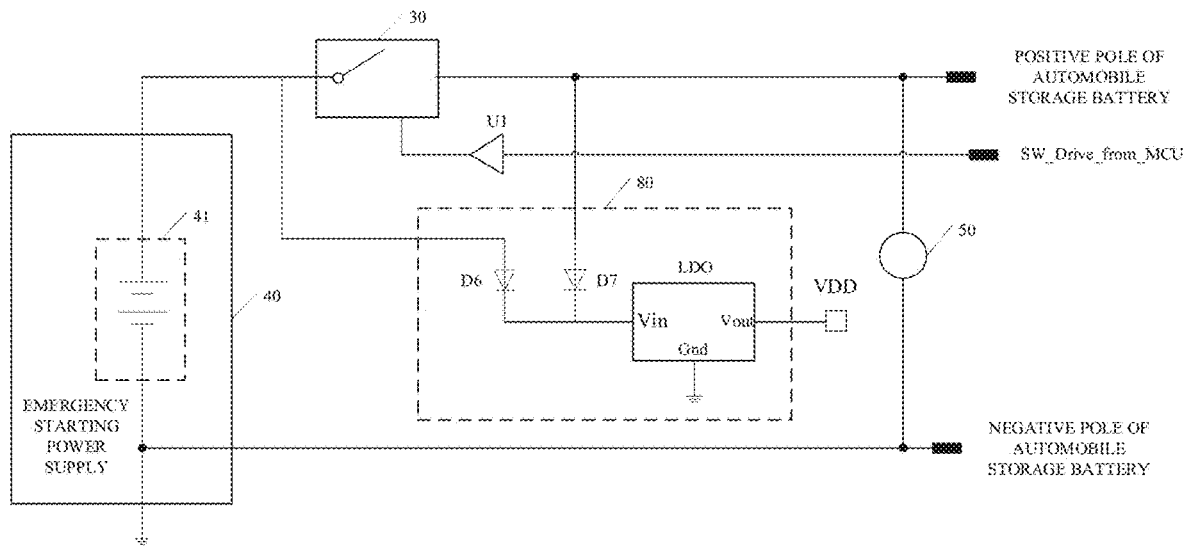 30
POSITIVE POLE OF
AUTOMOBILE
STORAGE BATTERY
U1
SW_Drive_from_MCU
80
41
50
D6
D7
LDO
VDD
40
Vin
Vout
Gnd
EMERGENCY
STARTING
POWER
SUPPLY
NEGATIVE POLE OF
AUTOMOBILE
STORAGE BATTERY